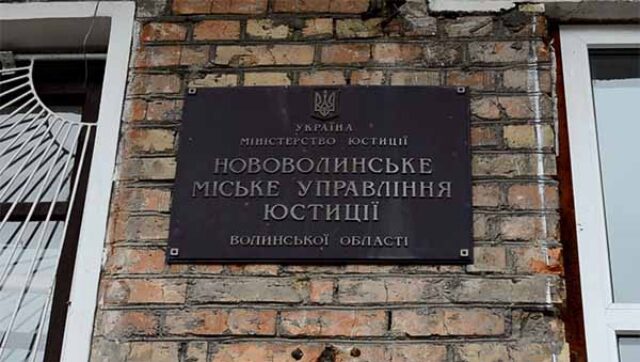 УКРАЇНА
МІНІСТЕРСТВО ЮСТИЦІЇ
НОВОВОЛИНСЬКЕ
МІСЬКЕ УПРАВЛІННЯ
ЮСТИЦІЇ
ВОЛИНСЬКОЇ ОБЛАСТІ